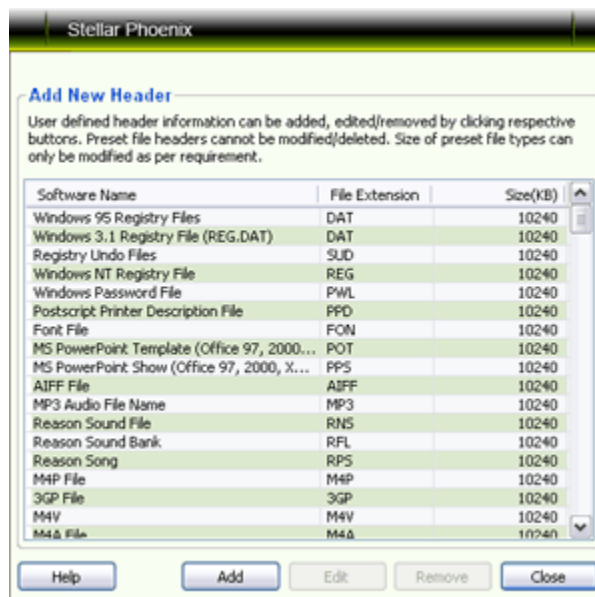 Stellar Phoenix
Add New Header
User defined header information can be added, edited/removed by clicking respective
buttons. Preset file headers cannot be modified/deleted. Size of preset file types can
only be modified as per requirement.
Software Name File Extension Size(KB)
Windows 95 Registry Files DAT 10240
Windows 3.1 Registry File (REG.DAT) DAT 10240
Registry Undo Files SUD 10240
Windows NT Registry File REG 10240
Windows Password File PWL 10240
Postscript Printer Description File PPD 10240
Font File FON 10240
MS PowerPoint Template (Office 97, 2000... POT 10240
MS PowerPoint Show (Office 97, 2000, X... PPS 10240
AIFF File AIFF 10240
MP3 Audio File Name MP3 10240
Reason Sound File RNS 10240
Reason Sound Bank RFL 10240
Reason Song RPS 10240
M4P File M4P 10240
3GP File 3GP 10240
M4V M4V 10240
M4A File M4A 10240
Help Add Edit Remove Close